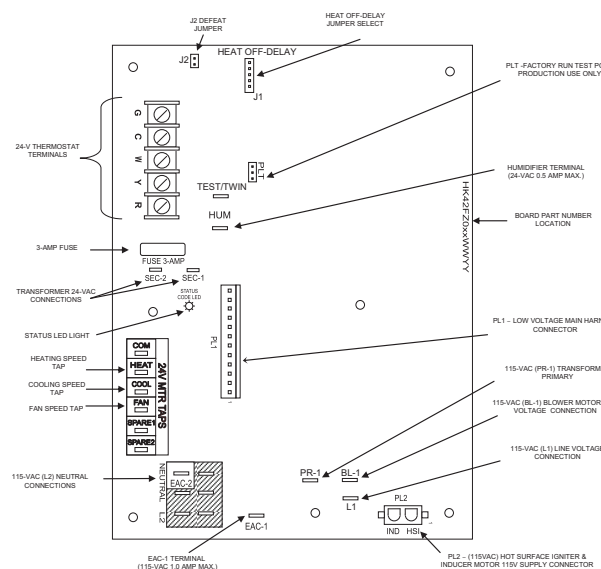 J2 DEFEAT
JUMPER
HEAT OFF-DELAY
JUMPER SELECT
J2
HEAT OFF-DELAY
J1
PLT -FACTORY RUN TEST
PRODUCTION USE ONLY
24-V THERMOSTAT
TERMINALS
G
C
W
Y
R
PLT
TEST/TWIN
HUM
HUMIDIFIER TERMINAL
(24-VAC 0.5 AMP MAX.)
HK42FZ0xxWWYY
BOARD PART NUMBER
LOCATION
3-AMP FUSE
FUSE 3-AMP
SEC-2
SEC-1
TRANSFORMER 24-VAC
CONNECTIONS
STATUS
CODE LED
STATUS LED LIGHT
PL1
PL1 – LOW VOLTAGE MAIN
CONNECTOR
COM
HEAT
COOL
FAN
SPARE1
SPARE2
24V MTR TAPS
HEATING SPEED
TAP
COOLING SPEED
TAP
FAN SPEED TAP
115-VAC (PR-1)
PRIMARY
115-VAC (BL-1) BLOWER MOTOR
VOLTAGE CONNECTION
115-VAC (L1) LINE VOLTAGE
CONNECTION
115-VAC (L2) NEUTRAL
CONNECTIONS
NEUTRAL
L2
EAC-2
PR-1
BL-1
L1
PL2
IND
HSI
EAC-1
EAC-1 TERMINAL
(115-VAC 1.0 AMP MAX.)
PL2 – (115VAC) HOT SURFACE IGNITER &
INDUCER MOTOR 115V SUPPLY CONNECTOR